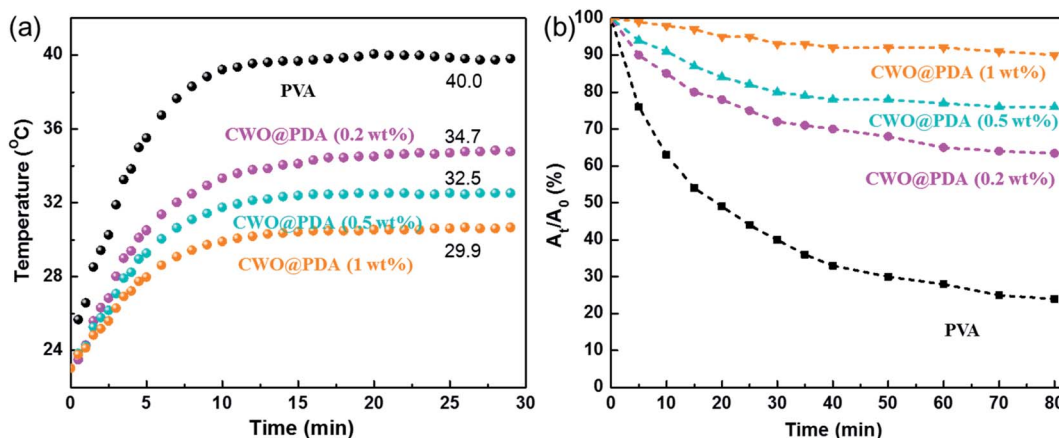 (a)
Temperature (°C)
40
36
32
28
24
0
5
10
15
20
25
30
Time (min)
PVA
40.0
CWO@PDA (0.2 wt%)
34.7
32.5
CWO@PDA (0.5 wt%)
CWO@PDA (1 wt%)
29.9
(b)
At/A0 (%)
100
90
80
70
60
50
40
30
20
10
0
0
10
20
30
40
50
60
70
80
Time (min)
CWO@PDA (1 wt%)
CWO@PDA (0.5 wt%)
CWO@PDA (0.2 wt%)
PVA